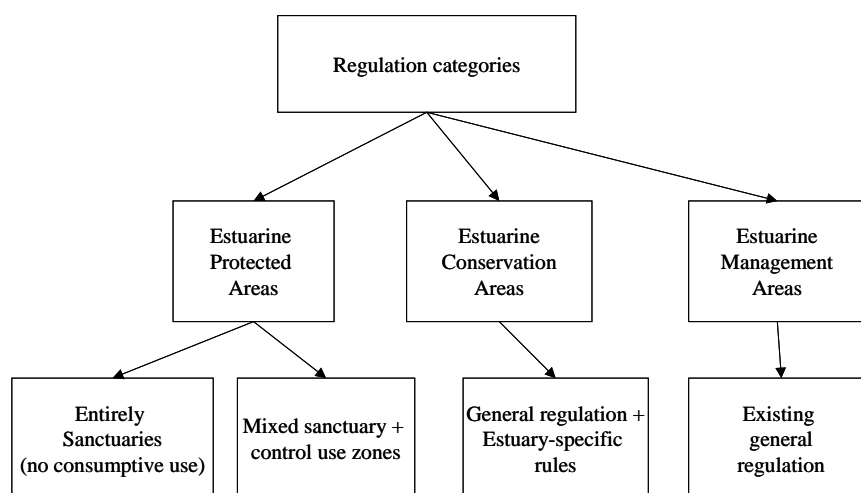 Regulation categories
Estuarine
Protected
Areas
Estuarine
Conservation
Areas
Estuarine
Management
Areas
Entirely
Sanctuaries
(no consumptive use)
Mixed sanctuary +
control use zones
General regulation +
Estuary-specific
rules
Existing
general
regulation